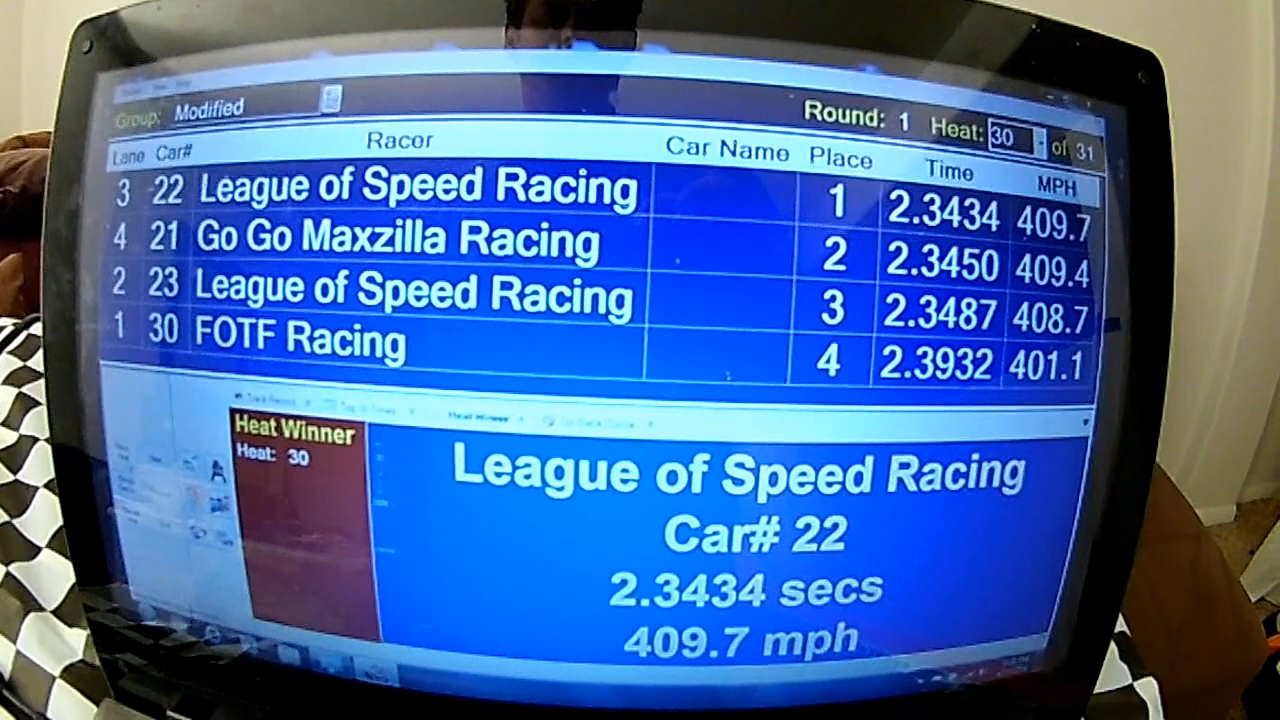 Group: Modified Round: 1 Heat: 30 of 31
Lane Car# Racer Car Name Place Time MPH
3 22 League of Speed Racing 1 2.3434 409.7
4 21 Go Go Maxzilla Racing 2 2.3450 409.4
2 23 League of Speed Racing 3 2.3487 408.7
1 30 FOTF Racing 4 2.3932 401.1
Heat Winner
Heat Winner
Heat: 30
League of Speed Racing
Car# 22
2.3434 secs
409.7 mph